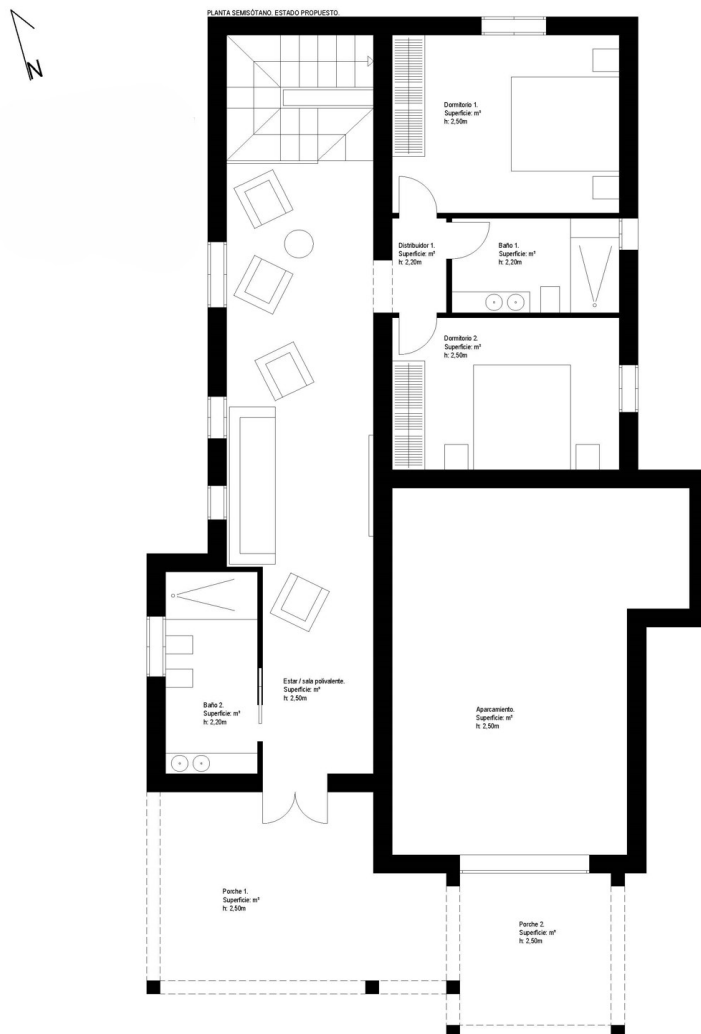 PLANTA SEMISÓTANO. ESTADO PROPUESTO.
N
Dormitorio 1.
Superficie: m²
h: 2,50m
Distribuidor 1.
Superficie: m²
h: 2,20m
Baño 1.
Superficie: m²
h: 2,20m
Dormitorio 2.
Superficie: m²
h: 2,50m
Estar / sala polivalente.
Superficie: m²
h: 2,50m
Baño 2.
Superficie: m²
h: 2,20m
Aparcamiento.
Superficie: m²
h: 2,50m
Porche 1.
Superficie: m²
h: 2,50m
Porche 2.
Superficie: m²
h: 2,50m